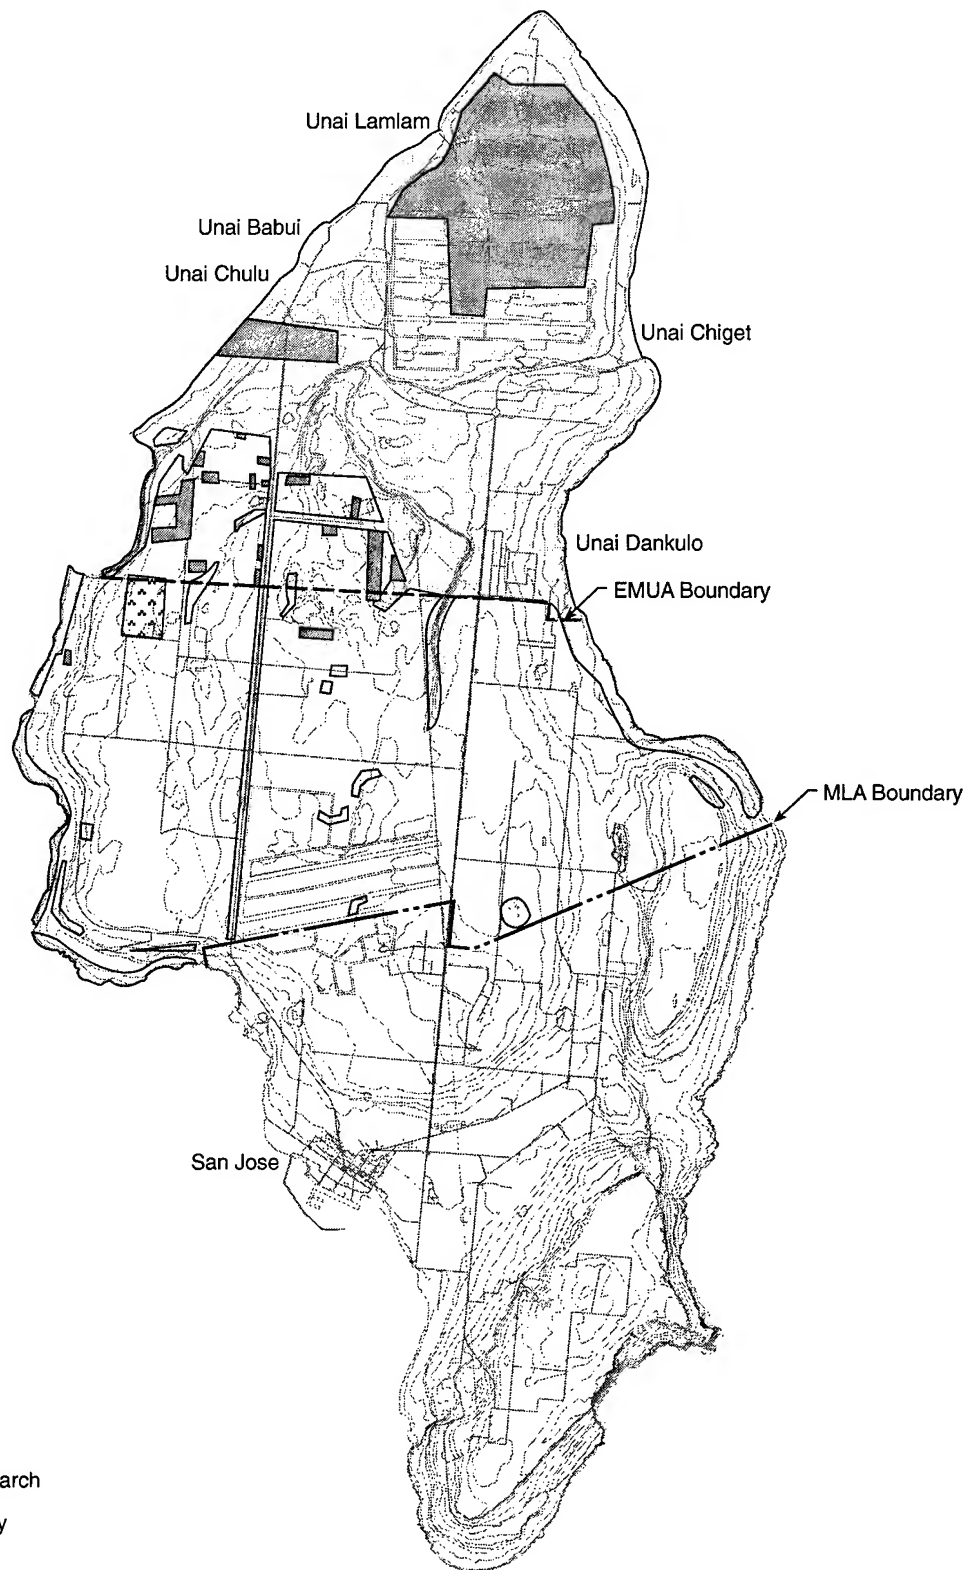 Unai Lamlam
Unai Babui
Unai Chulu
Unai Chiget
Unai Dankulo
EMUA Boundary
MLA Boundary
San Jose
arch
y